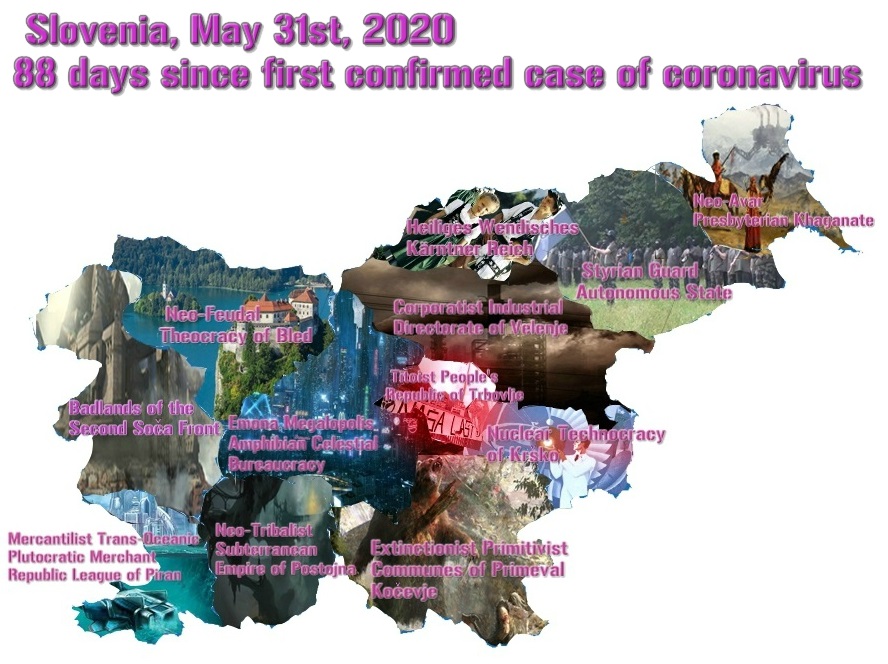 Slovenia, May 31st, 2020
88 days since first confirmed case of coronavirus
Neo-Avar
Presbyterian Khaganate
Heiliges Wendisches
Kärntner Reich
Styrian Guard
Autonomous State
Neo-Feudal
Theocracy of Bled
Corporatist Industrial
Directorate of Velenje
Titoist People's
Republic of Trbovlje
Badlands of the
Second Soca Front
Emona Megalopolis
Amphibian Celestial
Bureaucracy
Nuclear Technocracy
of Krsko
Mercantilist Trans-Oceanic
Plutocratic Merchant
Republic League of Piran
Neo-Tribalist
Subterranean
Empire of Postojna
Extinctionist Primitivist
Communes of Primeval
Kocevje